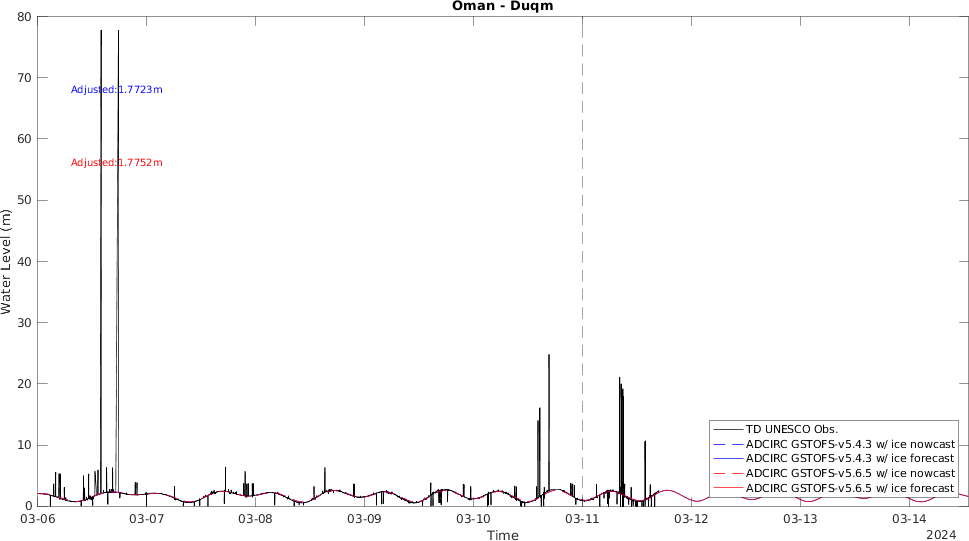 Oman - Duqm
80
70
60
50
40
30
20
10
0
Water Level (m)
Adjusted:1.7723m
Adjusted:1.7752m
TD UNESCO Obs.
ADCIRC GSTOFS-v5.4.3 w/ ice nowcast
ADCIRC GSTOFS-v5.4.3 w/ ice forecast
ADCIRC GSTOFS-v5.6.5 w/ ice nowcast
ADCIRC GSTOFS-v5.6.5 w/ ice forecast
03-06 03-07 03-08 03-09 03-10 03-11 03-12 03-13 03-14
Time
2024